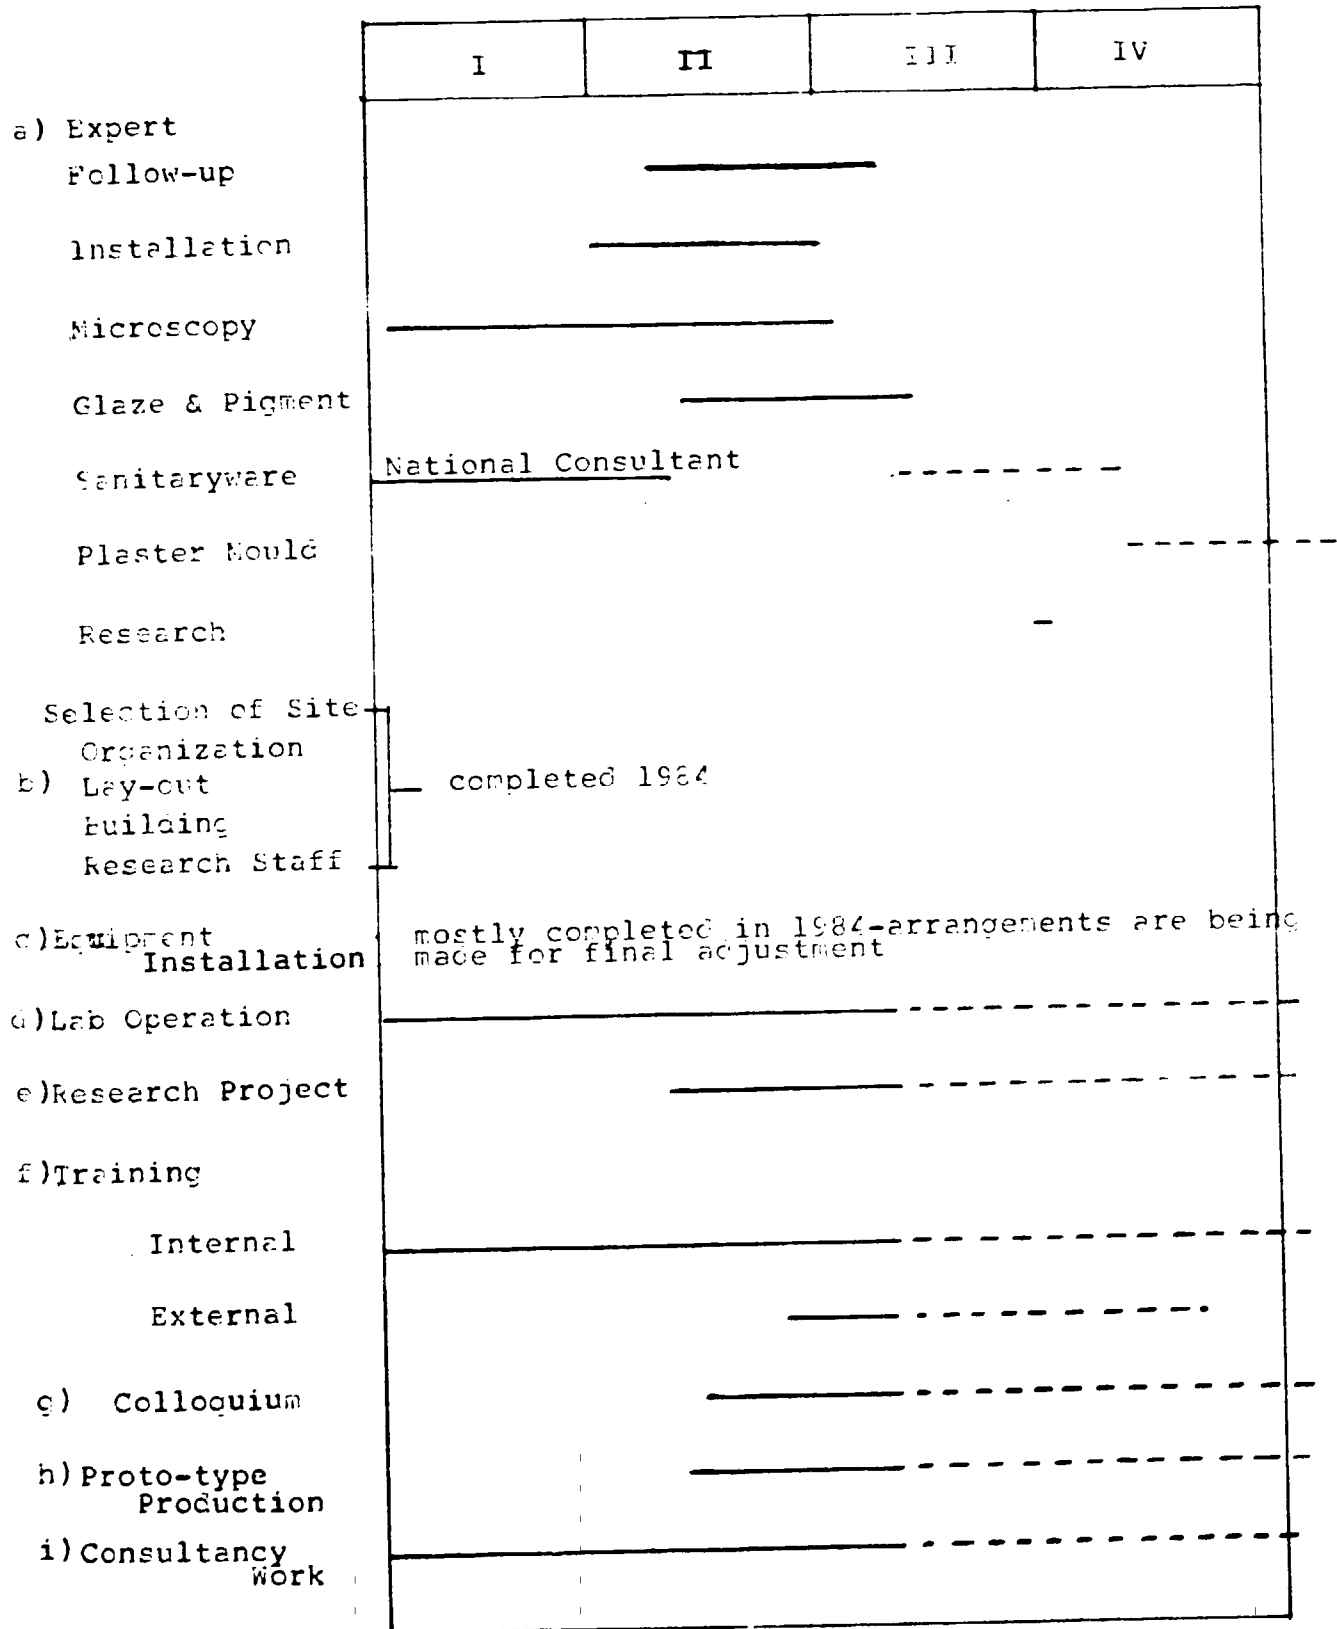 I II III IV
a) Expert
Follow-up
Installation
Microscopy
Glaze & Pigment
Sanitaryware National Consultant
Plaster Mould
Research
Selection of Site
Organization
b) Lay-out completed 1984
Building
Research Staff
c)Equipment mostly completed in 1984-arrangements are being
Installation made for final adjustment
d)Lab Operation
e)Research Project
f)Training
Internal
External
g) Colloquium
h)Proto-type
Production
i)Consultancy
Work